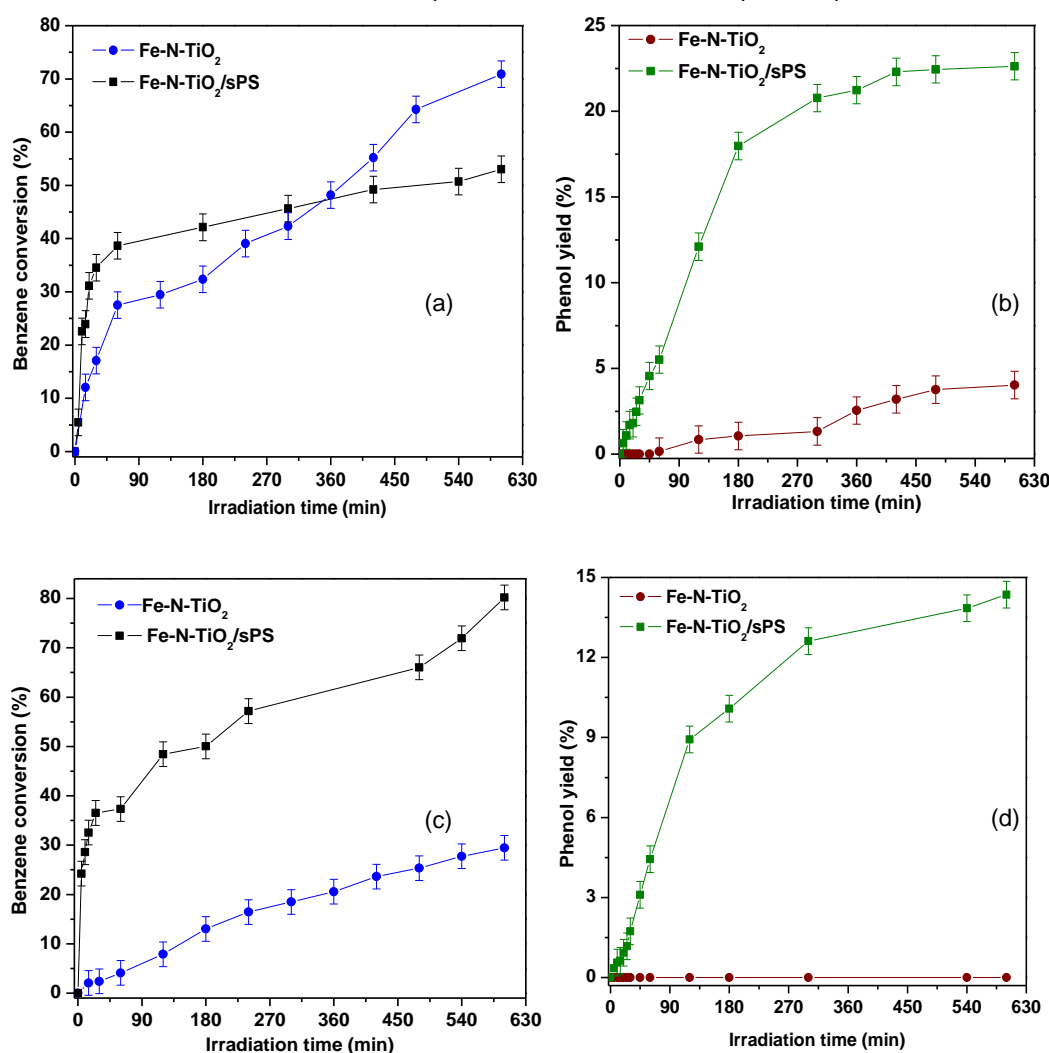 80
70
60
50
40
30
20
10
0
Benzene conversion (%)
Fe-N-TiO2
Fe-N-TiO2/sPS
(a)
0 90 180 270 360 450 540 630
Irradiation time (min)
25
20
15
10
5
0
Phenol yield (%)
Fe-N-TiO2
Fe-N-TiO2/sPS
(b)
0 90 180 270 360 450 540 630
Irradiation time (min)
80
70
60
50
40
30
20
10
0
Benzene conversion (%)
Fe-N-TiO2
Fe-N-TiO2/sPS
(c)
0 90 180 270 360 450 540 630
Irradiation time (min)
15
12
9
6
3
0
Phenol yield (%)
Fe-N-TiO2
Fe-N-TiO2/sPS
(d)
0 90 180 270 360 450 540 630
Irradiation time (min)